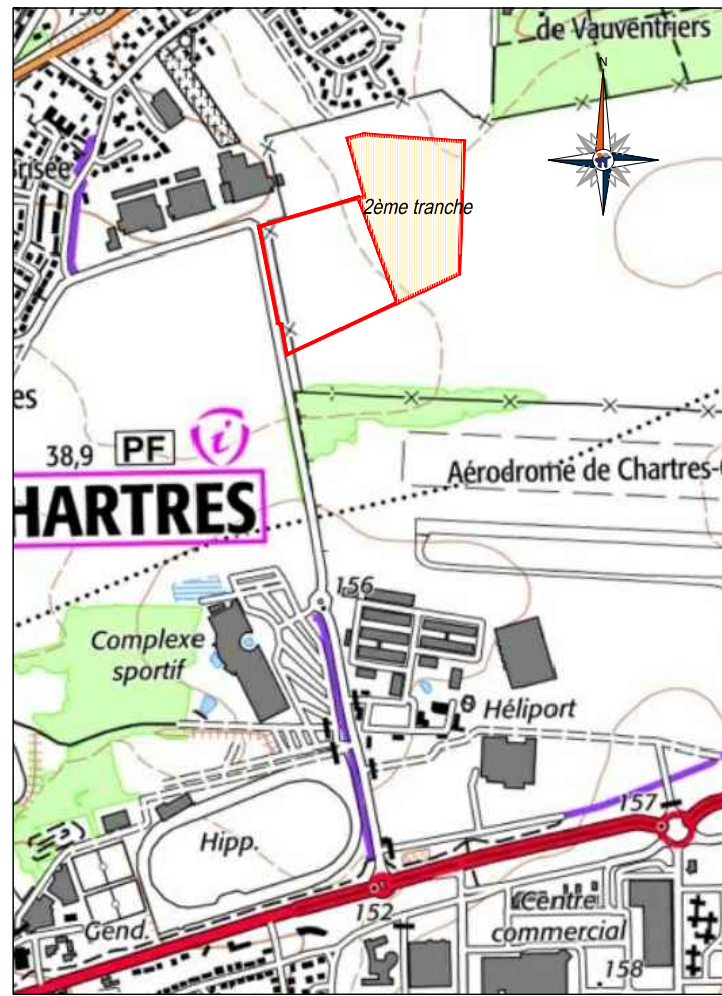 de Vauventriers
N
2ème tranche
es
38,9 PF i
HARTRES
Aérodrome de Chartres-
156
Complexe
sportif
Héliport
157
Hipp.
152
Gend.
Centre
commercial
158